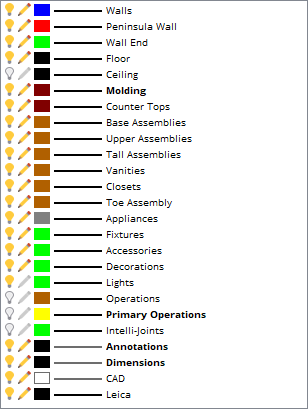 Walls
Peninsula Wall
Wall End
Floor
Ceiling
Molding
Counter Tops
Base Assemblies
Upper Assemblies
Tall Assemblies
Vanities
Closets
Toe Assembly
Appliances
Fixtures
Accessories
Decorations
Lights
Operations
Primary Operations
Intelli-Joints
Annotations
Dimensions
CAD
Leica